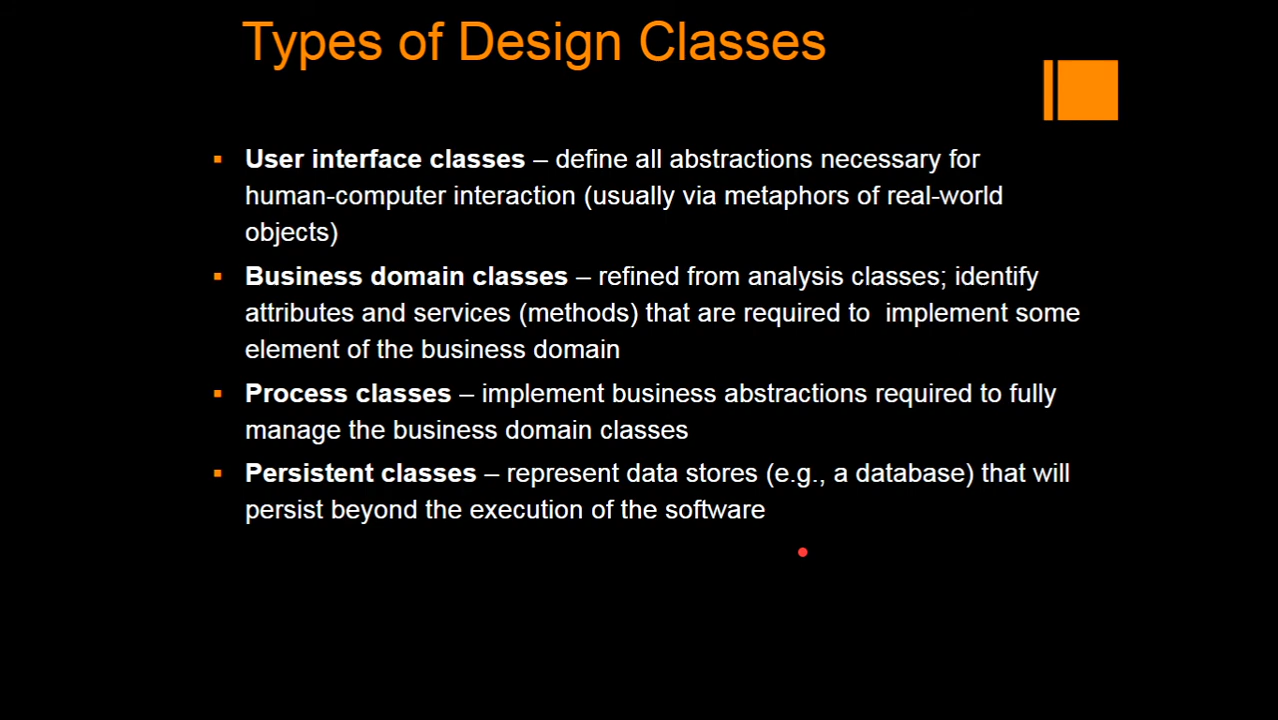 Types of Design Classes
▪ User interface classes – define all abstractions necessary for
human-computer interaction (usually via metaphors of real-world
objects)
▪ Business domain classes – refined from analysis classes; identify
attributes and services (methods) that are required to  implement some
element of the business domain
▪ Process classes – implement business abstractions required to fully
manage the business domain classes
▪ Persistent classes – represent data stores (e.g., a database) that will
persist beyond the execution of the software